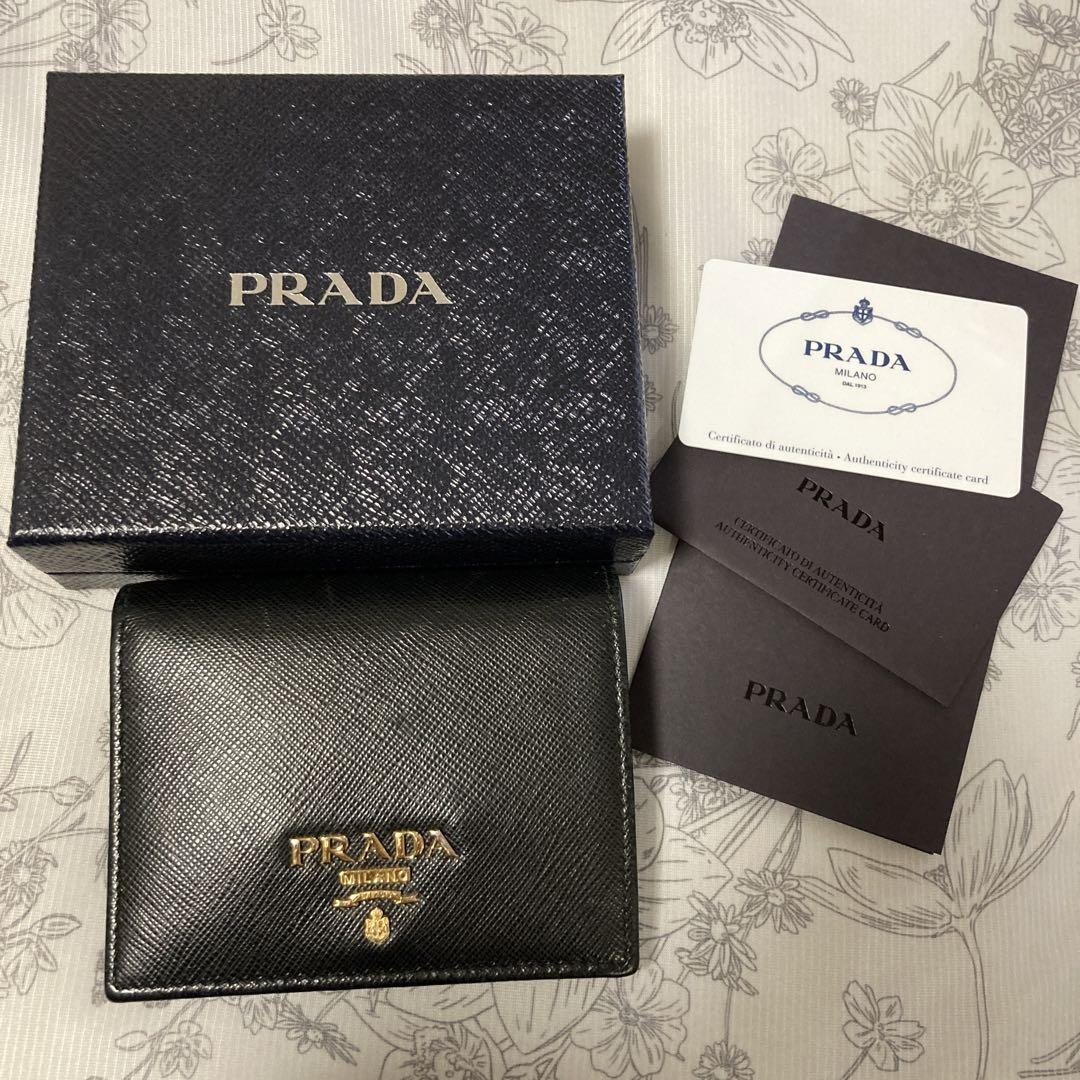 PRADA
PRADA
MILANO
DAL 1913
Certificato di autenticità • Authenticity certificate card
PRADA
CERTIFICATO DI AUTENTICITÀ
AUTHENTICITY CERTIFICATE CARD
PRADA
PRADA
MILANO